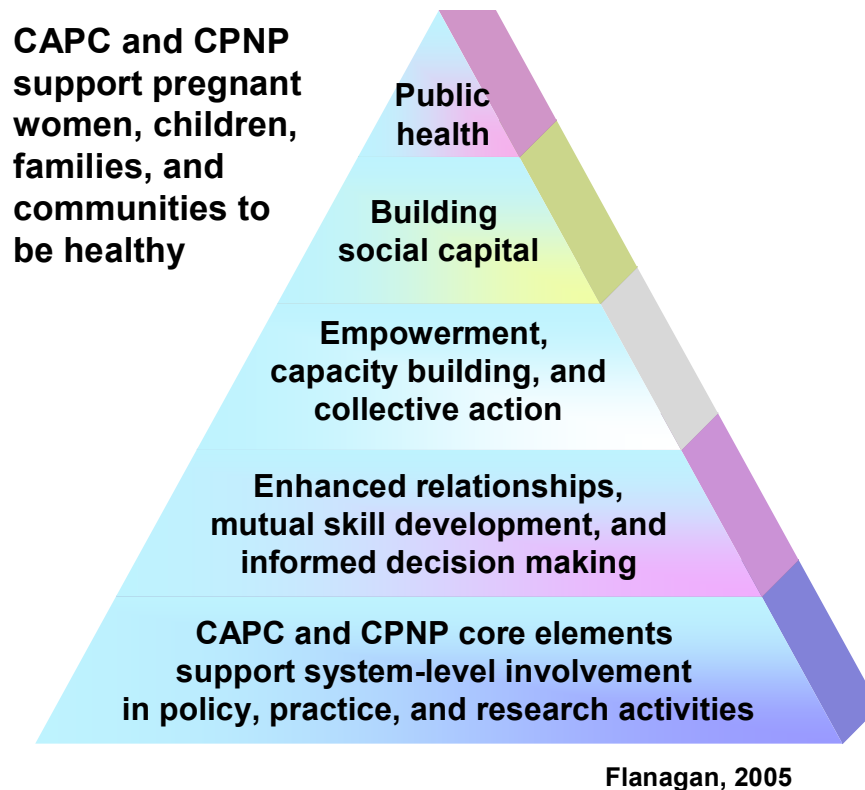 CAPC and CPNP
support pregnant
women, children,
families, and
communities to
be healthy
Public
health
Building
social capital
Empowerment,
capacity building, and
collective action
Enhanced relationships,
mutual skill development, and
informed decision making
CAPC and CPNP core elements
support system-level involvement
in policy, practice, and research activities
Flanagan, 2005